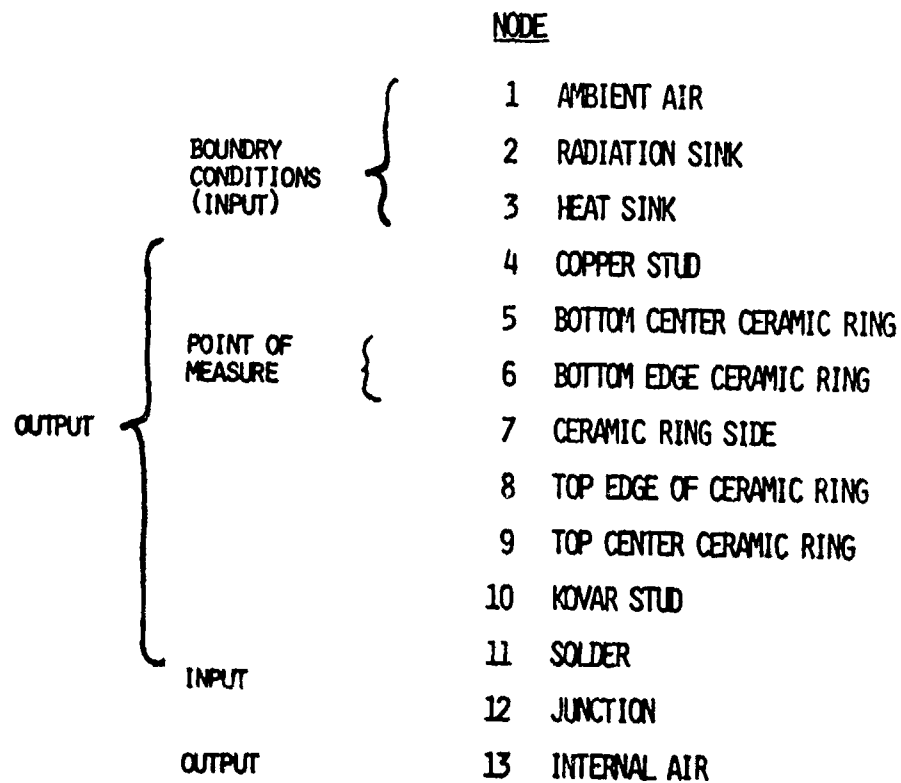 NODE
1 AMBIENT AIR
BOUNDRY
CONDITIONS
(INPUT)
2 RADIATION SINK
3 HEAT SINK
4 COPPER STUD
5 BOTTOM CENTER CERAMIC RING
POINT OF
MEASURE
6 BOTTOM EDGE CERAMIC RING
OUTPUT
7 CERAMIC RING SIDE
8 TOP EDGE OF CERAMIC RING
9 TOP CENTER CERAMIC RING
10 KOVAR STUD
11 SOLDER
INPUT
12 JUNCTION
OUTPUT 13 INTERNAL AIR